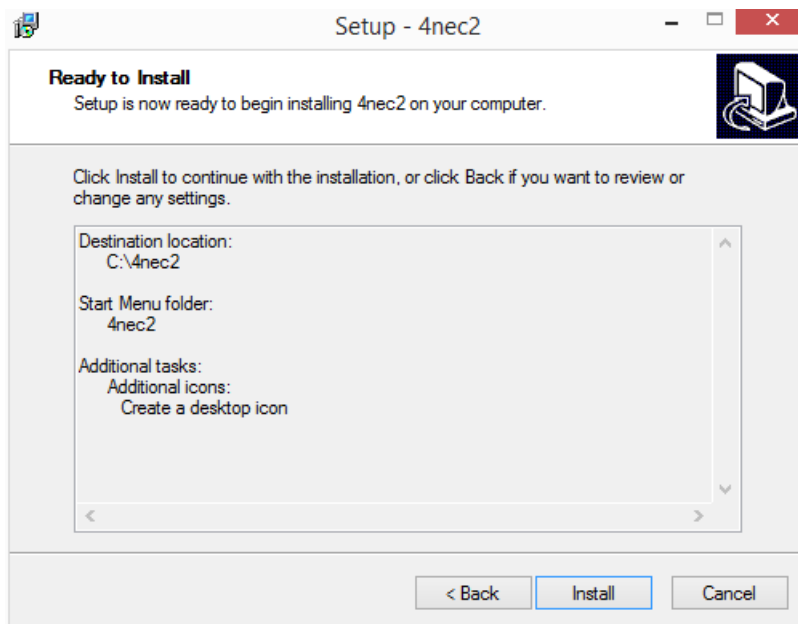 Setup - 4nec2
Ready to Install
Setup is now ready to begin installing 4nec2 on your computer.
Click Install to continue with the installation, or click Back if you want to review or
change any settings.
Destination location:
C:\4nec2
Start Menu folder:
4nec2
Additional tasks:
Additional icons:
Create a desktop icon
< Back
Install
Cancel